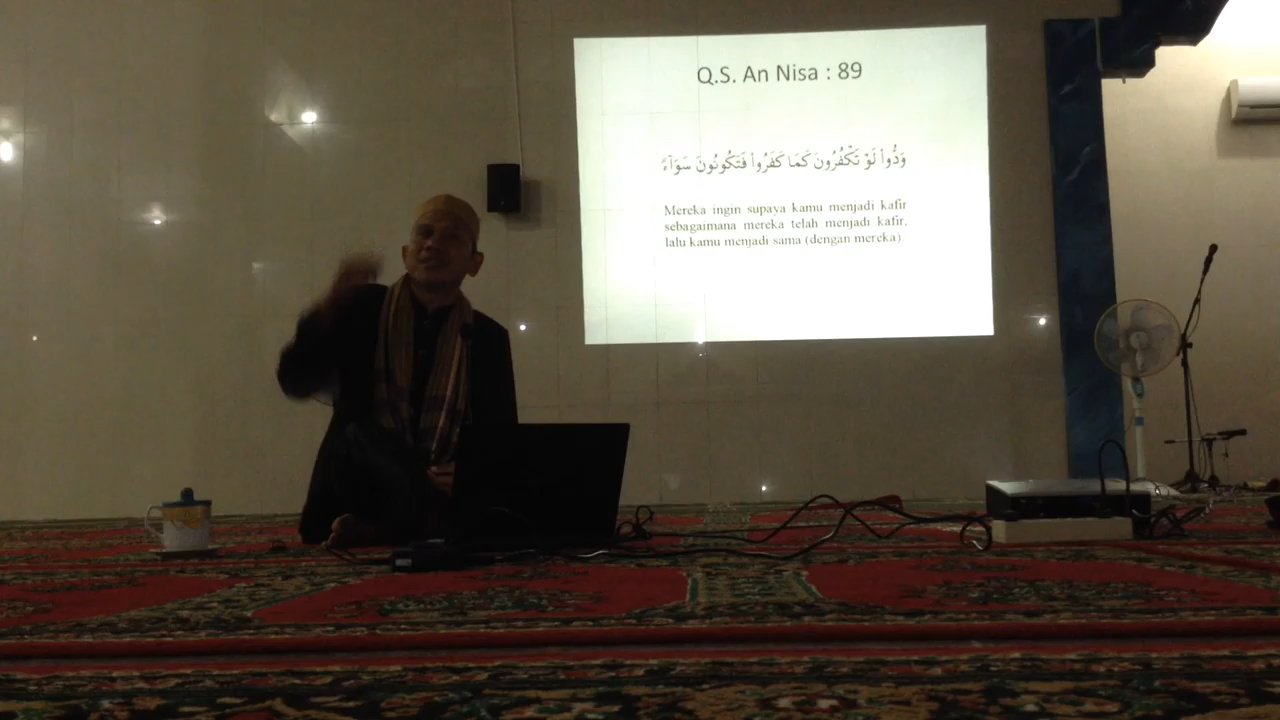 Q.S. An Nisa : 89
وَدُّواْ لَوۡ تَكۡفُرُونَ كَمَا كَفَرُواْ فَتَكُونُونَ سَوَآءٗ
Mereka ingin supaya kamu menjadi kafir
sebagaimana mereka telah menjadi kafir,
lalu kamu menjadi sama (dengan mereka)